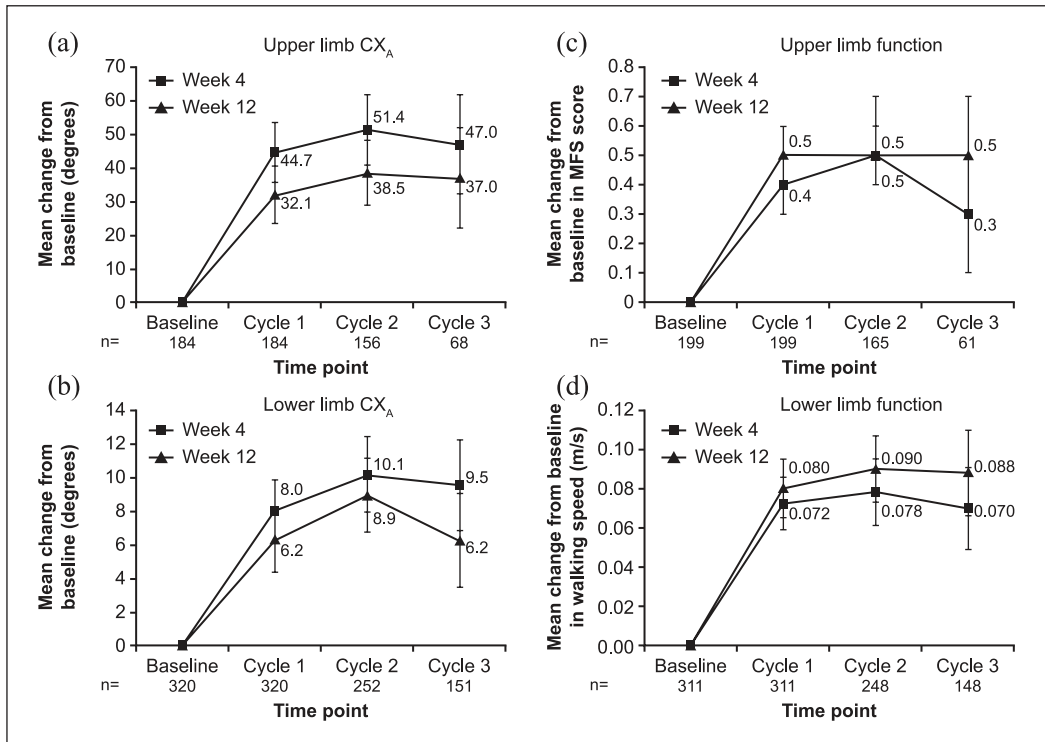 (a)
Upper limb CX_A
Mean change from
baseline (degrees)
70
60
50
40
30
20
10
0
Week 4
Week 12
44.7
51.4
47.0
32.1
38.5
37.0
Baseline Cycle 1 Cycle 2 Cycle 3
n= 184 184 156 68
Time point
(c)
Upper limb function
Mean change from
baseline in MFS score
0.8
0.7
0.6
0.5
0.4
0.3
0.2
0.1
0
Week 4
Week 12
0.5
0.5
0.5
0.4
0.5
0.3
Baseline Cycle 1 Cycle 2 Cycle 3
n= 199 199 165 61
Time point
(b)
Lower limb CX_A
Mean change from
baseline (degrees)
14
12
10
8
6
4
2
0
Week 4
Week 12
8.0
10.1
9.5
6.2
8.9
6.2
Baseline Cycle 1 Cycle 2 Cycle 3
n= 320 320 252 151
Time point
(d)
Lower limb function
Mean change from baseline
in walking speed (m/s)
0.12
0.10
0.08
0.06
0.04
0.02
0.00
Week 4
Week 12
0.080
0.090
0.088
0.072
0.078
0.070
Baseline Cycle 1 Cycle 2 Cycle 3
n= 311 311 248 148
Time point